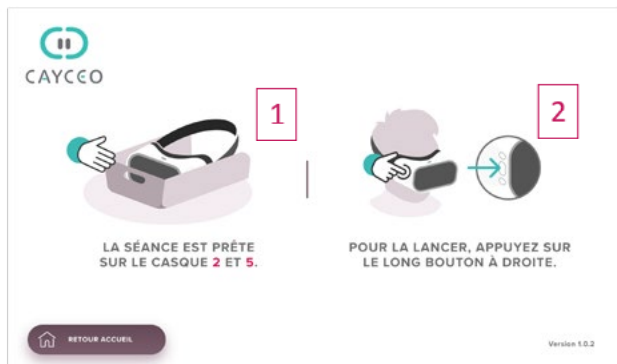 CAYCEO
1
2
LA SÉANCE EST PRÊTE
SUR LE CASQUE 2 ET 5.
POUR LA LANCER, APPUYEZ SUR
LE LONG BOUTON À DROITE.
RETOUR ACCUEIL
Version 1.0.2